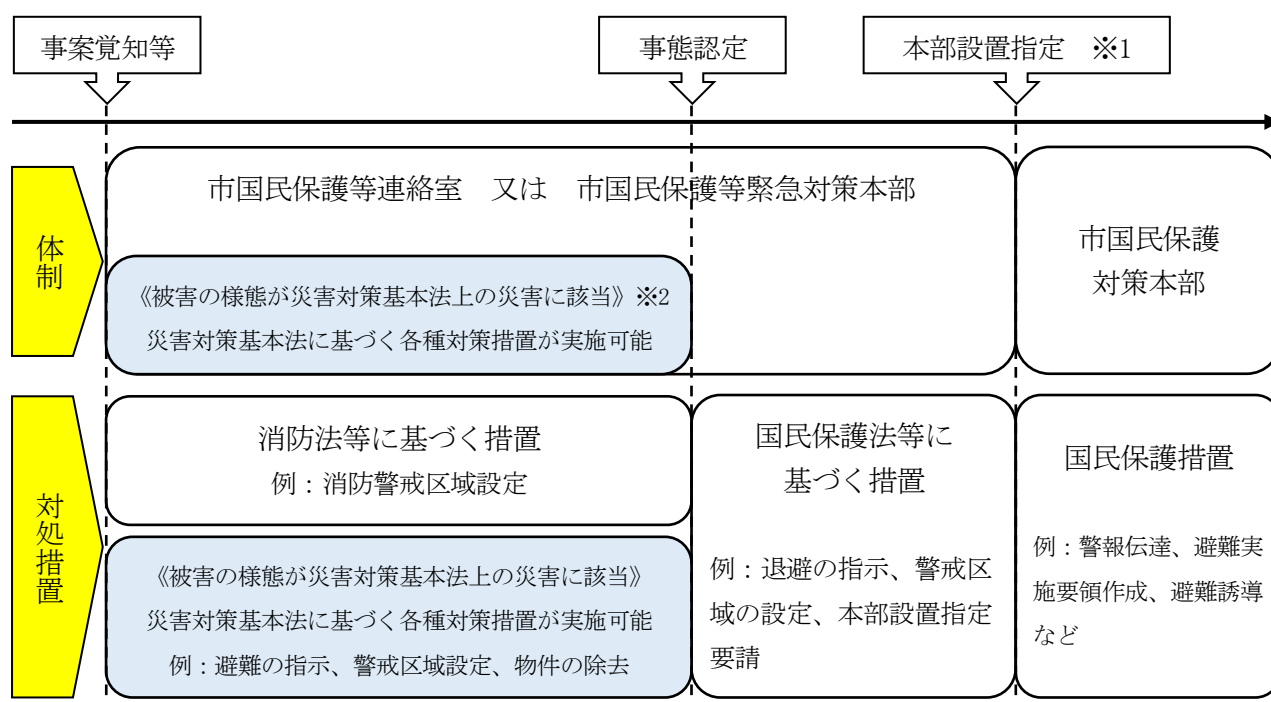 事案覚知等
事態認定
本部設置指定　※1
体制
市国民保護等連絡室　又は　市国民保護等緊急対策本部
《被害の様態が災害対策基本法上の災害に該当》※2
災害対策基本法に基づく各種対策措置が実施可能
市国民保護
対策本部
対処措置
消防法等に基づく措置
例：消防警戒区域設定
《被害の様態が災害対策基本法上の災害に該当》
災害対策基本法に基づく各種対策措置が実施可能
例：避難の指示、警戒区域設定、物件の除去
国民保護法等に
基づく措置
例：退避の指示、警戒区
域の設定、本部設置指定
要請
国民保護措置
例：警報伝達、避難実
施要領作成、避難誘導
など